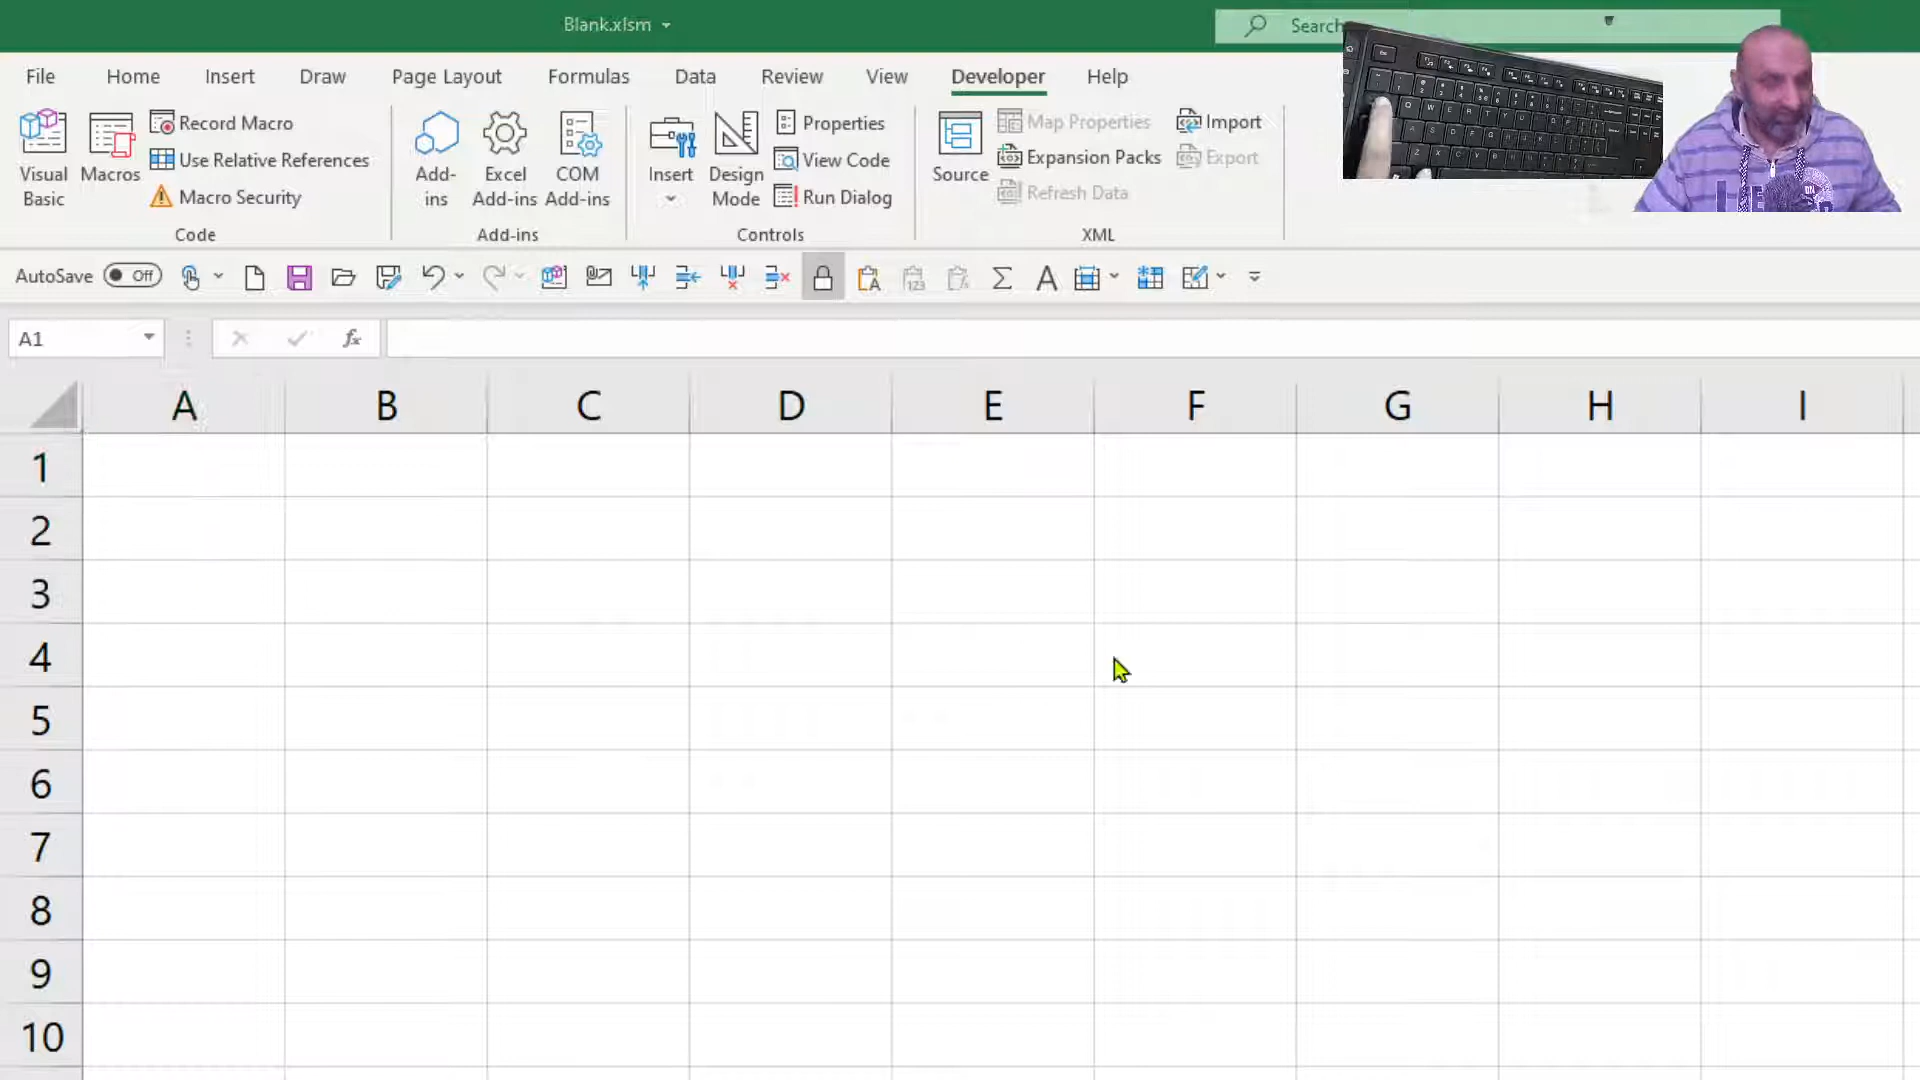 Blank.xlsm
Search
File Home Insert Draw Page Layout Formulas Data Review View Developer Help
Visual Basic
Macros
Record Macro
Use Relative References
Macro Security
Code
Add-ins
Excel Add-ins
COM Add-ins
Add-ins
Insert
Design Mode
Properties
View Code
Run Dialog
Controls
Source
Map Properties
Expansion Packs
Refresh Data
Import
Export
XML
AutoSave Off
A1 fx
A B C D E F G H I
1
2
3
4
5
6
7
8
9
10